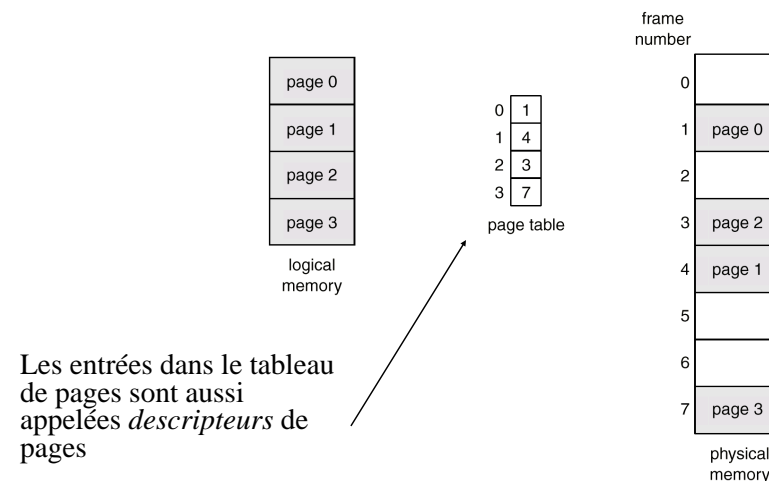 frame
number
page 0
page 1
page 2
page 3
logical
memory
0 1
1 4
2 3
3 7
page table
0
1 page 0
2
3 page 2
4 page 1
5
6
7 page 3
physical
memory
Les entrées dans le tableau
de pages sont aussi
appelées descripteurs de
pages